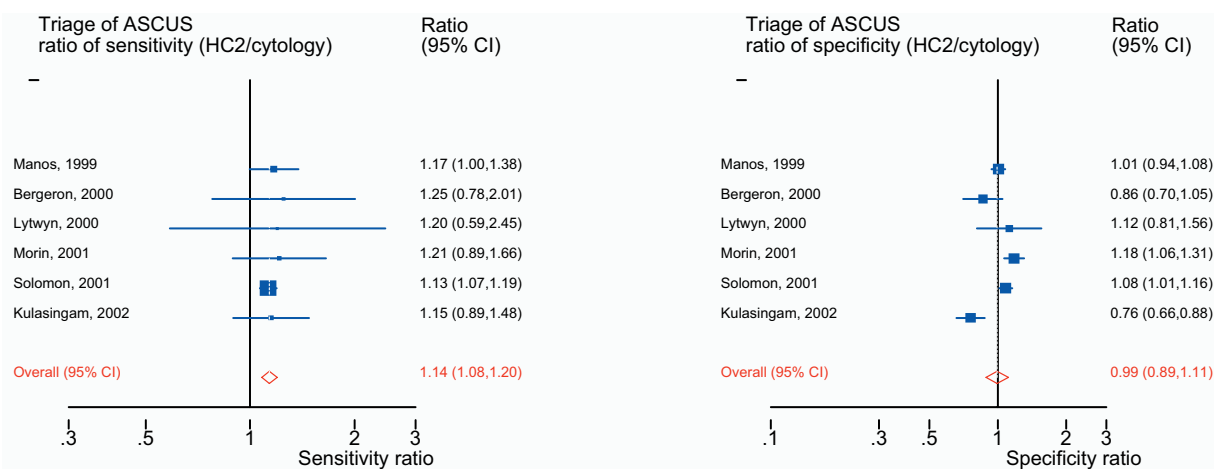 Triage of ASCUS
ratio of sensitivity (HC2/cytology)
Ratio
(95% CI)
Manos, 1999 1.17 (1.00,1.38)
Bergeron, 2000 1.25 (0.78,2.01)
Lytwyn, 2000 1.20 (0.59,2.45)
Morin, 2001 1.21 (0.89,1.66)
Solomon, 2001 1.13 (1.07,1.19)
Kulasingam, 2002 1.15 (0.89,1.48)
Overall (95% CI) 1.14 (1.08,1.20)
.3 .5 1 2 3
Sensitivity ratio
Triage of ASCUS
ratio of specificity (HC2/cytology)
Ratio
(95% CI)
Manos, 1999 1.01 (0.94,1.08)
Bergeron, 2000 0.86 (0.70,1.05)
Lytwyn, 2000 1.12 (0.81,1.56)
Morin, 2001 1.18 (1.06,1.31)
Solomon, 2001 1.08 (1.01,1.16)
Kulasingam, 2002 0.76 (0.66,0.88)
Overall (95% CI) 0.99 (0.89,1.11)
.1 .3 .5 1 2 3
Specificity ratio